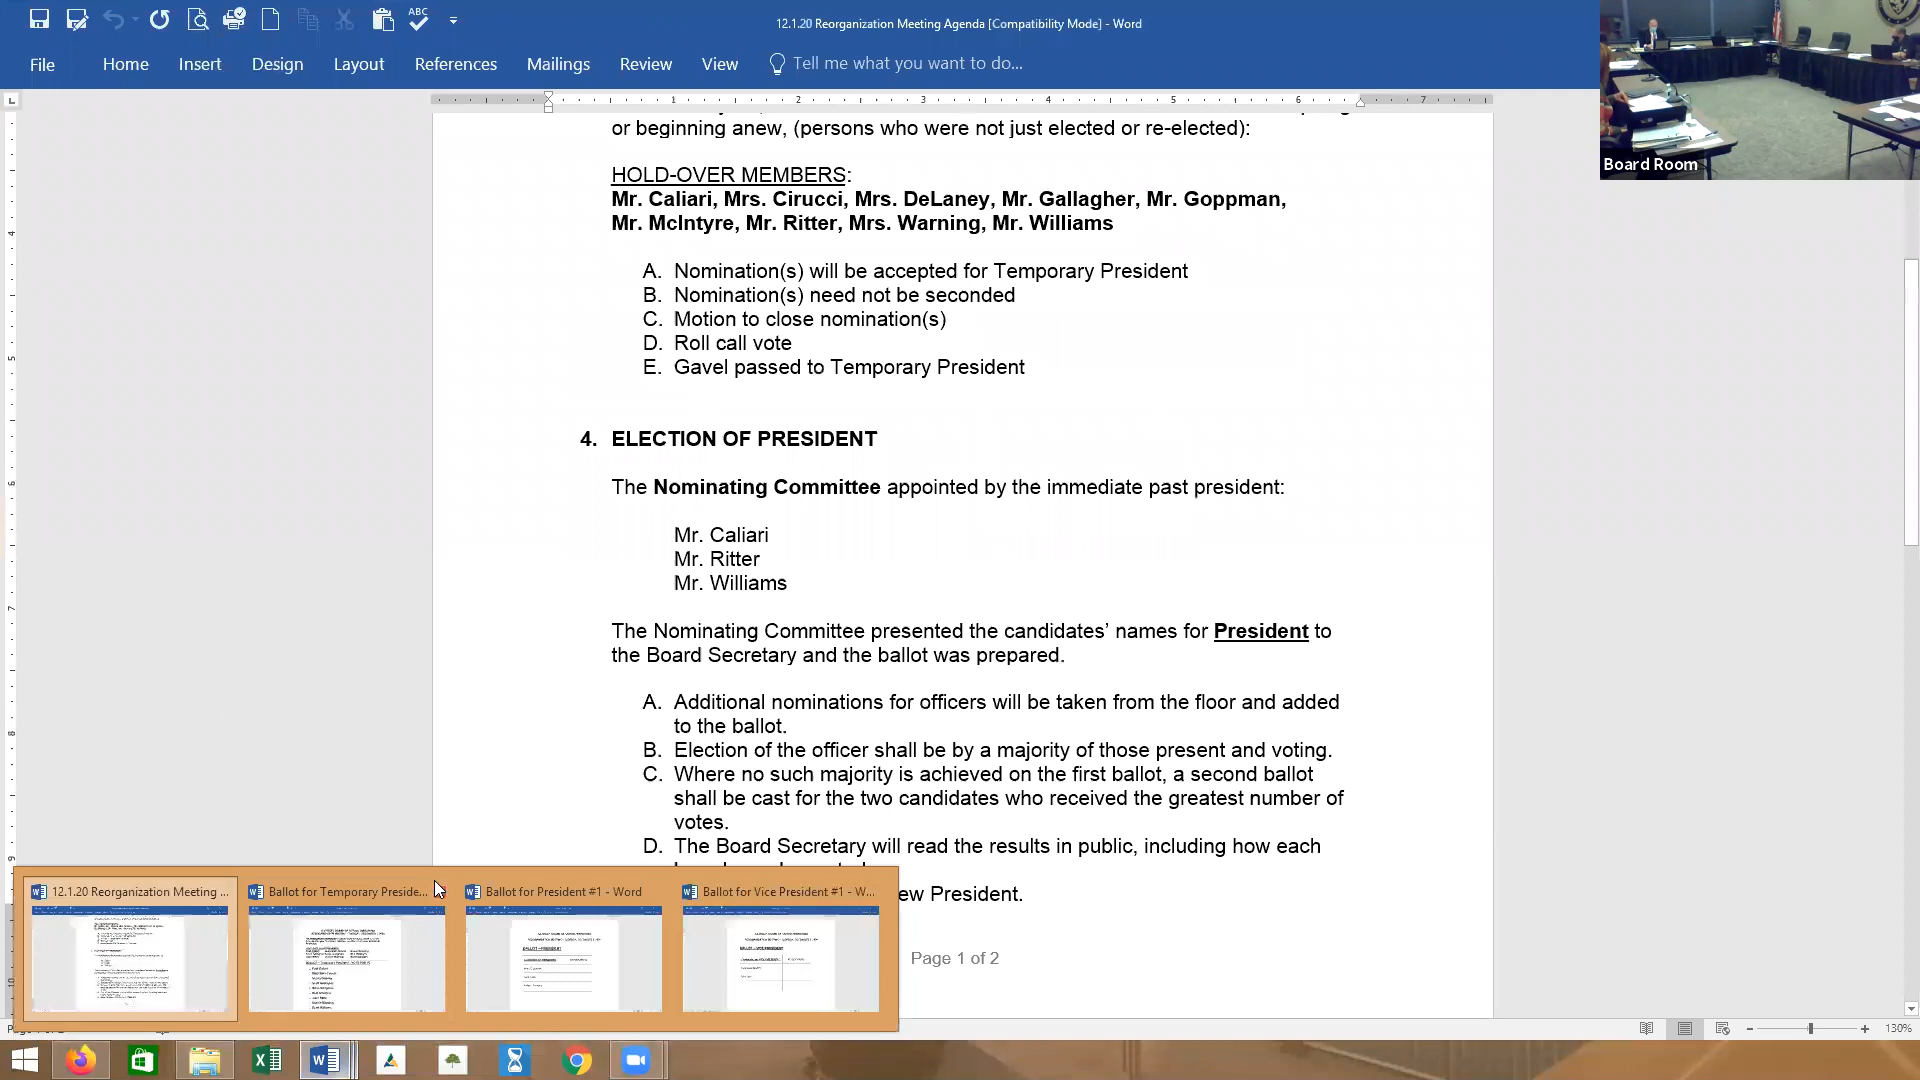 12.1.20 Reorganization Meeting Agenda [Compatibility Mode] - Word
ABC
File Home Insert Design Layout References Mailings Review View Tell me what you want to do...
Board Room
1 2 3 4 5 6 7
or beginning anew, (persons who were not just elected or re-elected):
HOLD-OVER MEMBERS:
Mr. Caliari, Mrs. Cirucci, Mrs. DeLaney, Mr. Gallagher, Mr. Goppman,
Mr. McIntyre, Mr. Ritter, Mrs. Warning, Mr. Williams
A. Nomination(s) will be accepted for Temporary President
B. Nomination(s) need not be seconded
C. Motion to close nomination(s)
D. Roll call vote
E. Gavel passed to Temporary President
4. ELECTION OF PRESIDENT
The Nominating Committee appointed by the immediate past president:
Mr. Caliari
Mr. Ritter
Mr. Williams
The Nominating Committee presented the candidates’ names for President to
the Board Secretary and the ballot was prepared.
A. Additional nominations for officers will be taken from the floor and added
to the ballot.
B. Election of the officer shall be by a majority of those present and voting.
C. Where no such majority is achieved on the first ballot, a second ballot
shall be cast for the two candidates who received the greatest number of
votes.
D. The Board Secretary will read the results in public, including how each
ew President.
Page 1 of 2
12.1.20 Reorganization Meeting ...
Ballot for Temporary Preside...
Ballot for President #1 - Word
Ballot for Vice President #1 - W...
130%